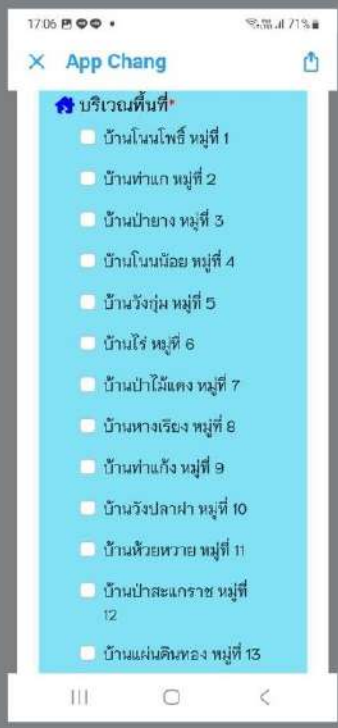 17:06
71%
App Chang
บริเวณพื้นที่*
บ้านโนนโพธิ์ หมู่ที่ 1
บ้านท่าแก หมู่ที่ 2
บ้านป่ายาง หมู่ที่ 3
บ้านโนนน้อย หมู่ที่ 4
บ้านวังกุ่ม หมู่ที่ 5
บ้านไร่ หมู่ที่ 6
บ้านป่าไม้แดง หมู่ที่ 7
บ้านหางเรียง หมู่ที่ 8
บ้านท่าแก้ง หมู่ที่ 9
บ้านวังปลาฝา หมู่ที่ 10
บ้านห้วยหวาย หมู่ที่ 11
บ้านป่าสะแกราช หมู่ที่
12
บ้านแผ่นดินทอง หมู่ที่ 13